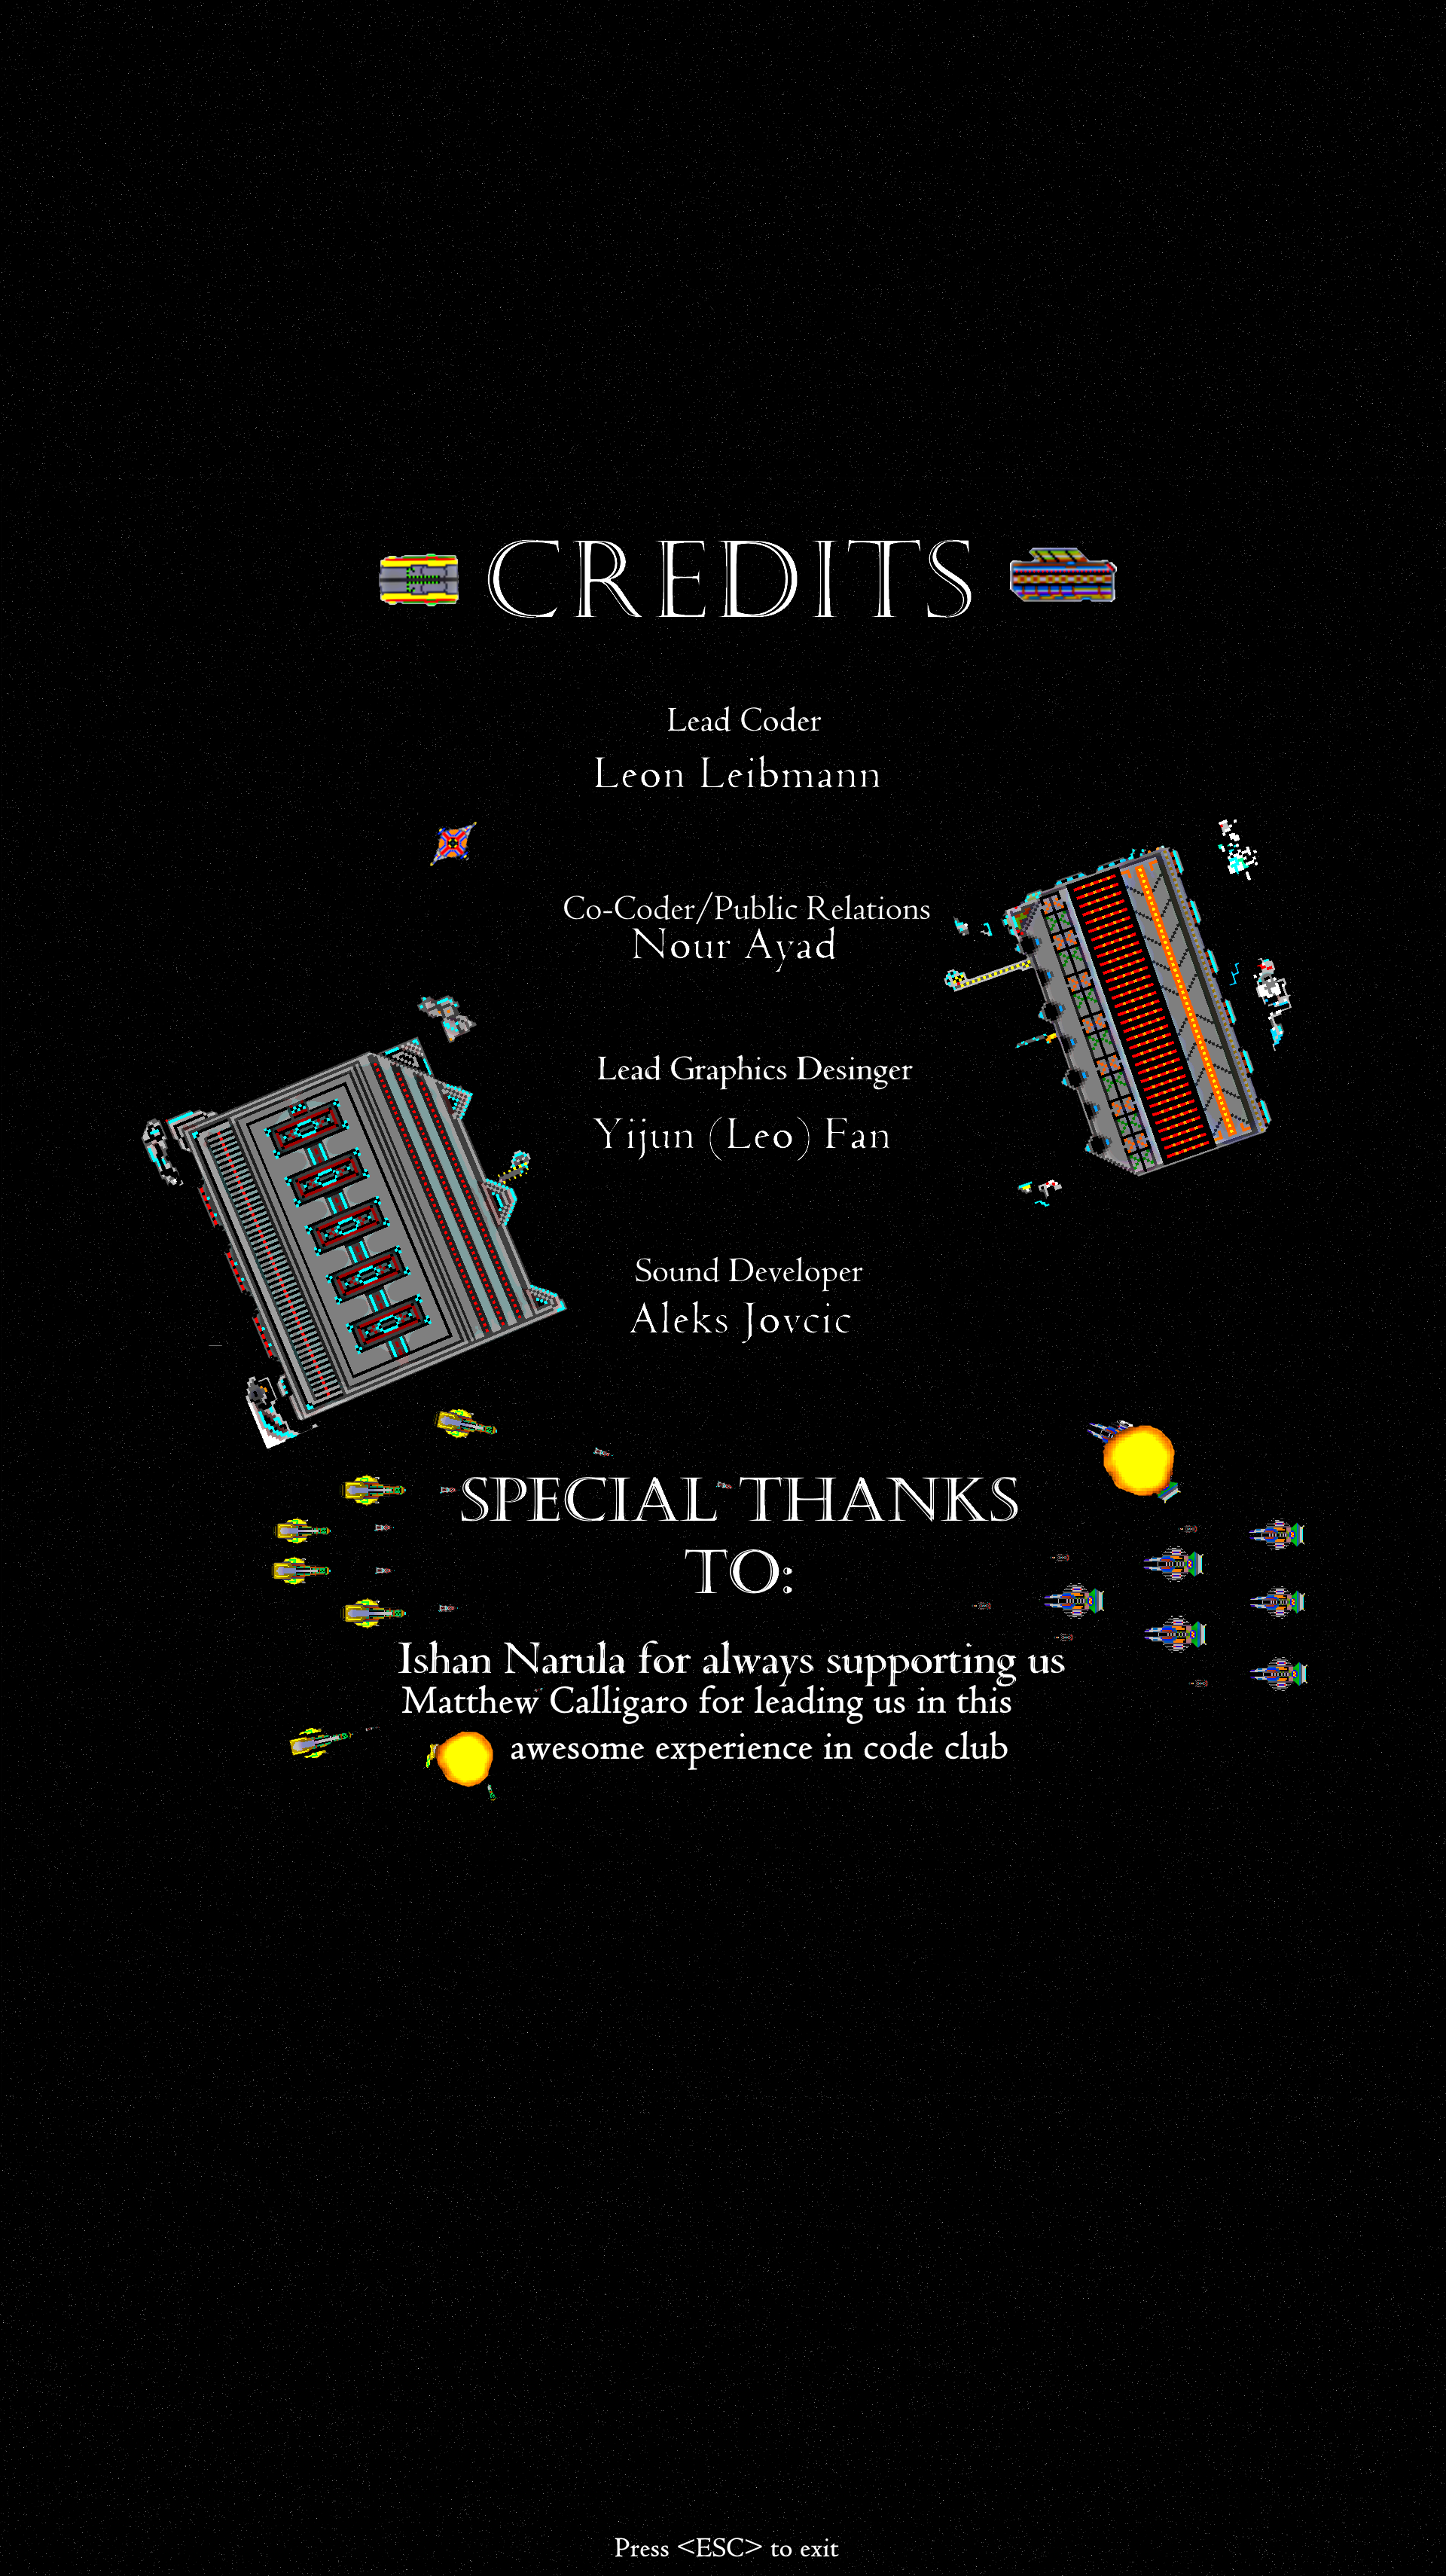 CREDITS
Lead Coder
Leon Leibmann
Co-Coder/Public Relations
Nour Ayad
Lead Graphics Desinger
Yijun (Leo) Fan
Sound Developer
Aleks Jovcic
SPECIAL THANKS
TO:
Ishan Narula for always supporting us
Matthew Calligaro for leading us in this
awesome experience in code club
Press <ESC> to exit